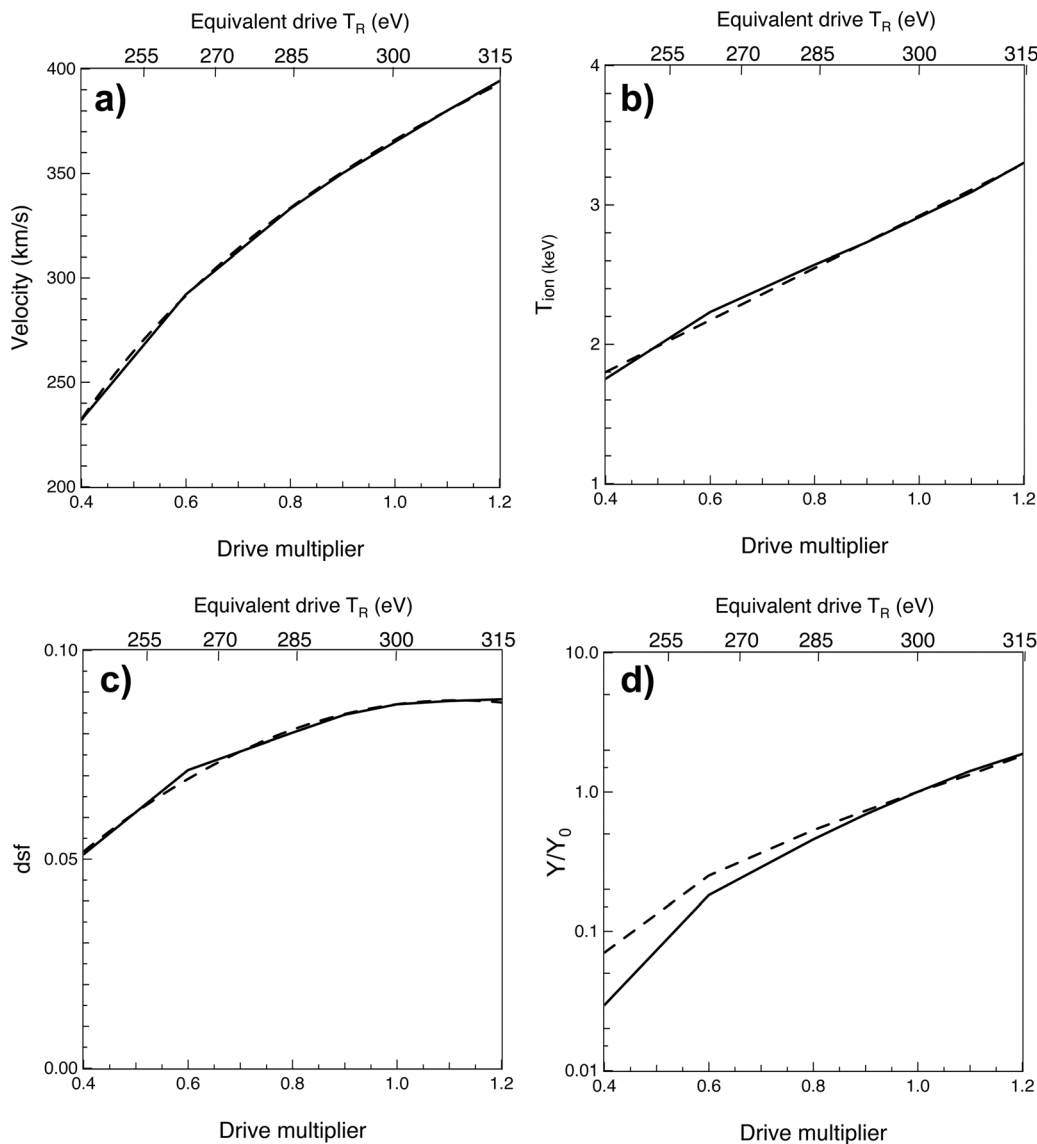 Equivalent drive T_R (eV)
255 270 285 300 315
a)
400
350
300
250
200
Velocity (km/s)
0.4 0.6 0.8 1.0 1.2
Drive multiplier
Equivalent drive T_R (eV)
255 270 285 300 315
b)
4
3
2
1
T_ion (keV)
0.4 0.6 0.8 1.0 1.2
Drive multiplier
Equivalent drive T_R (eV)
255 270 285 300 315
c)
0.10
0.05
0.00
dsf
0.4 0.6 0.8 1.0 1.2
Drive multiplier
Equivalent drive T_R (eV)
255 270 285 300 315
d)
10.0
1.0
0.1
0.01
Y/Y_0
0.4 0.6 0.8 1.0 1.2
Drive multiplier